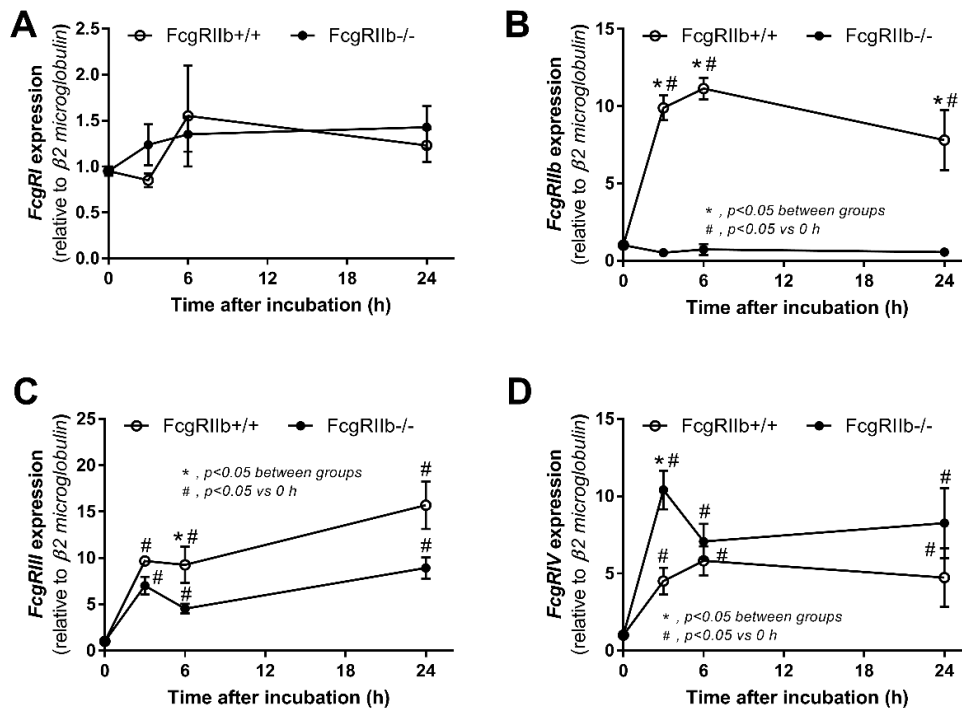 A
FcgRIIb+/+ FcgRIIb-/-
FcgRI expression
(relative to β2 microglobulin)
2.5
2.0
1.5
1.0
0.5
0.0
0 6 12 18 24
Time after incubation (h)
B
FcgRIIb+/+ FcgRIIb-/-
FcgRIIb expression
(relative to β2 microglobulin)
15
10
5
0
*#
*#
*#
* , p<0.05 between groups
# , p<0.05 vs 0 h
0 6 12 18 24
Time after incubation (h)
C
FcgRIIb+/+ FcgRIIb-/-
FcgRIII expression
(relative to β2 microglobulin)
25
20
15
10
5
0
* , p<0.05 between groups
# , p<0.05 vs 0 h
#
*#
#
#
#
#
0 6 12 18 24
Time after incubation (h)
D
FcgRIIb+/+ FcgRIIb-/-
FcgRIV expression
(relative to β2 microglobulin)
15
10
5
0
*#
#
#
#
#
#
* , p<0.05 between groups
# , p<0.05 vs 0 h
0 6 12 18 24
Time after incubation (h)